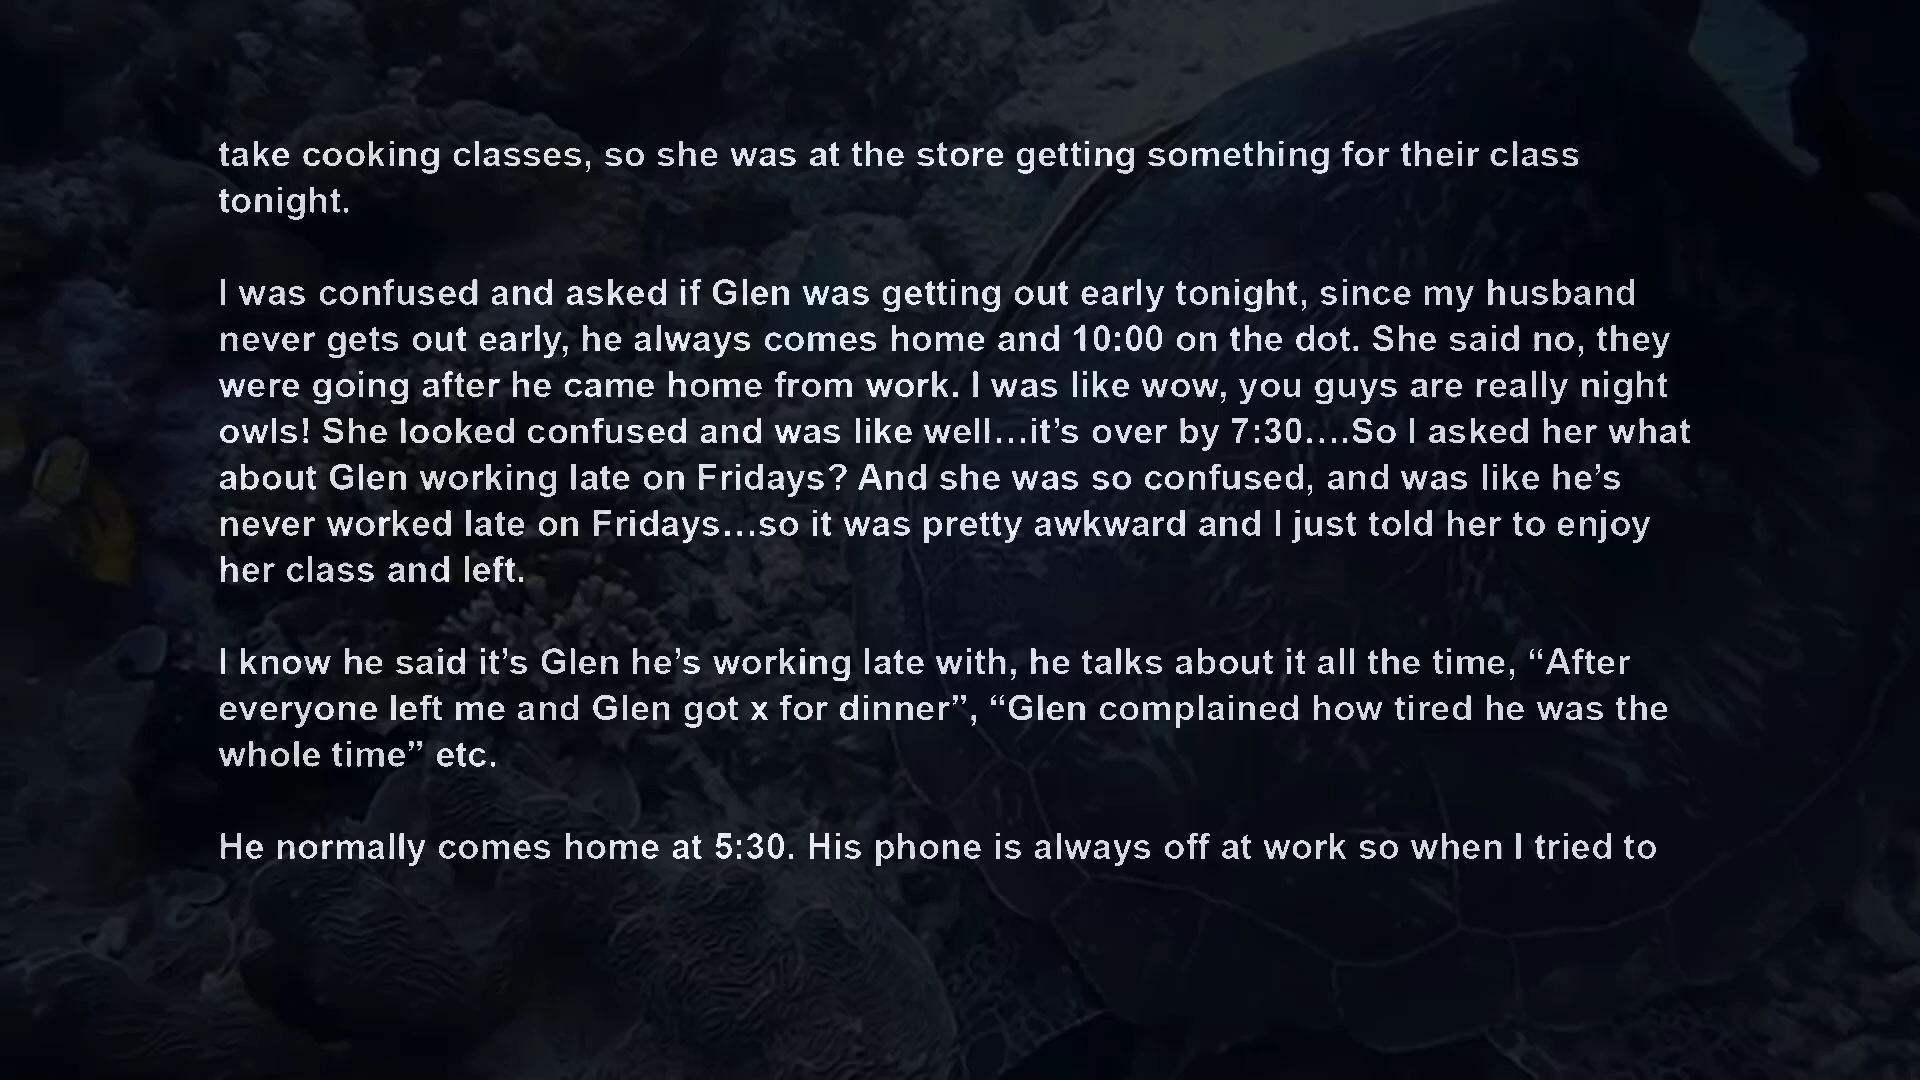 take cooking classes, so she was at the store getting something for their class
tonight.
I was confused and asked if Glen was getting out early tonight, since my husband
never gets out early, he always comes home and 10:00 on the dot. She said no, they
were going after he came home from work. I was like wow, you guys are really night
owls! She looked confused and was like well…it’s over by 7:30….So I asked her what
about Glen working late on Fridays? And she was so confused, and was like he’s
never worked late on Fridays…so it was pretty awkward and I just told her to enjoy
her class and left.
I know he said it’s Glen he’s working late with, he talks about it all the time, “After
everyone left me and Glen got x for dinner”, “Glen complained how tired he was the
whole time” etc.
He normally comes home at 5:30. His phone is always off at work so when I tried to